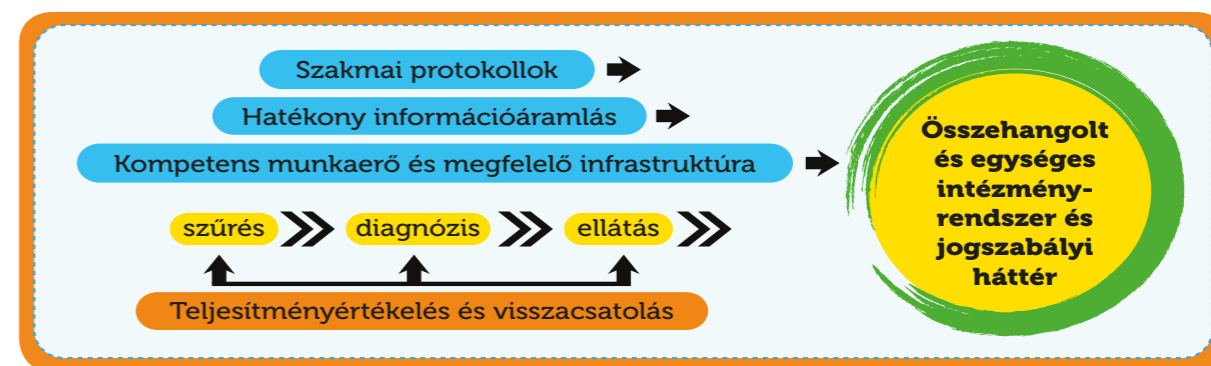 Szakmai protokollok
Hatékony információáramlás
Kompetens munkaerő és megfelelő infrastruktúra
szűrés
diagnózis
ellátás
Teljesítményértékelés és visszacsatolás
Összehangolt
és egységes
intézmény-
rendszer és
jogszabályi
háttér